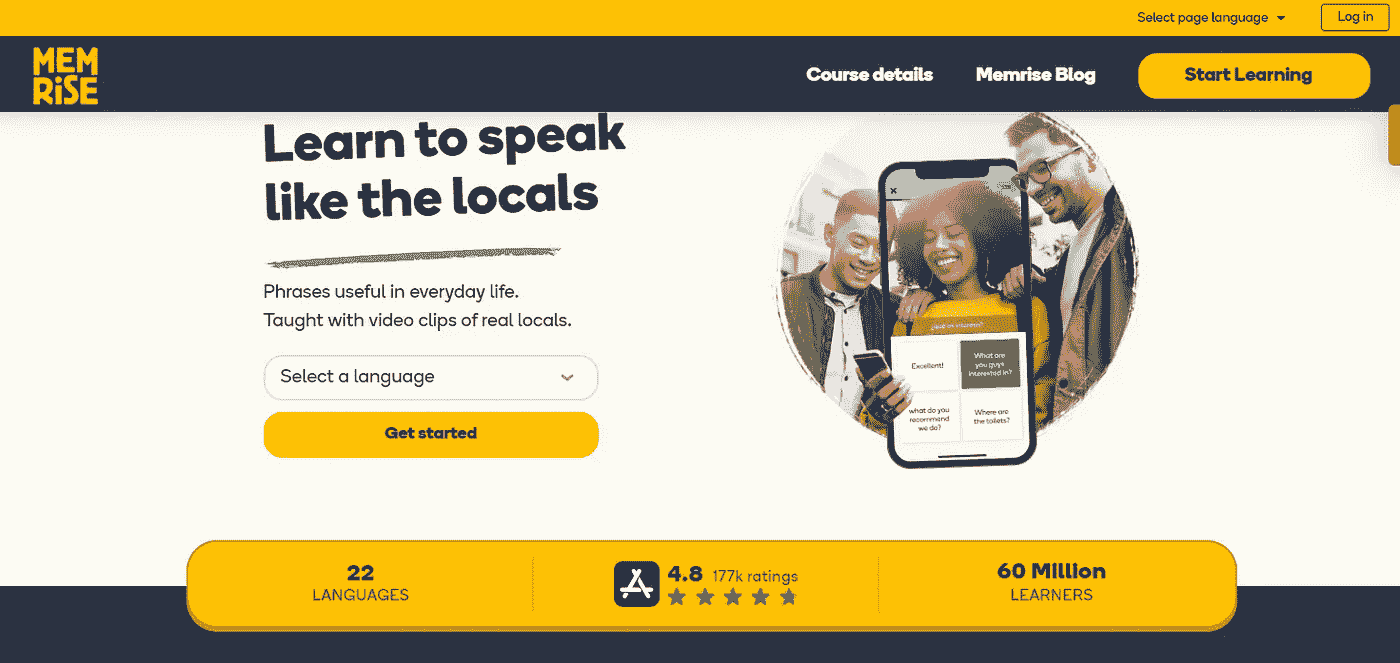 Select page language
Log in
MEM
RiSE
Course details
Memrise Blog
Start Learning
Learn to speak
like the locals
Phrases useful in everyday life.
Taught with video clips of real locals.
Select a language
Get started
Excellent!
What are
you guys
interested in?
what do you
recommend
we do?
Where are
the toilets?
22
LANGUAGES
4.8 177k ratings
60 Million
LEARNERS